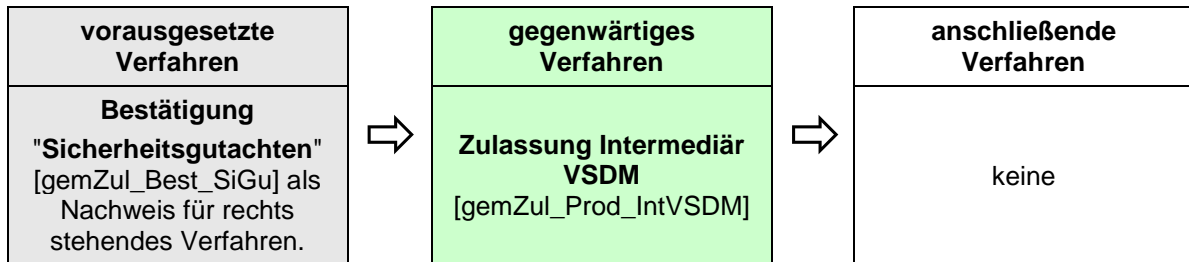 vorausgesetzte
Verfahren
Bestätigung
"Sicherheitsgutachten"
[gemZul_Best_SiGu] als
Nachweis für rechts
stehendes Verfahren.
gegenwärtiges
Verfahren
Zulassung Intermediär
VSDM
[gemZul_Prod_IntVSDM]
anschließende
Verfahren
keine